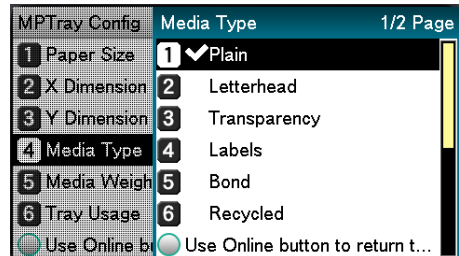 MPTray Config
1 Paper Size
2 X Dimension
3 Y Dimension
4 Media Type
5 Media Weigh
6 Tray Usage
Use Online b
Media Type 1/2 Page
1 Plain
2 Letterhead
3 Transparency
4 Labels
5 Bond
6 Recycled
Use Online button to return t...